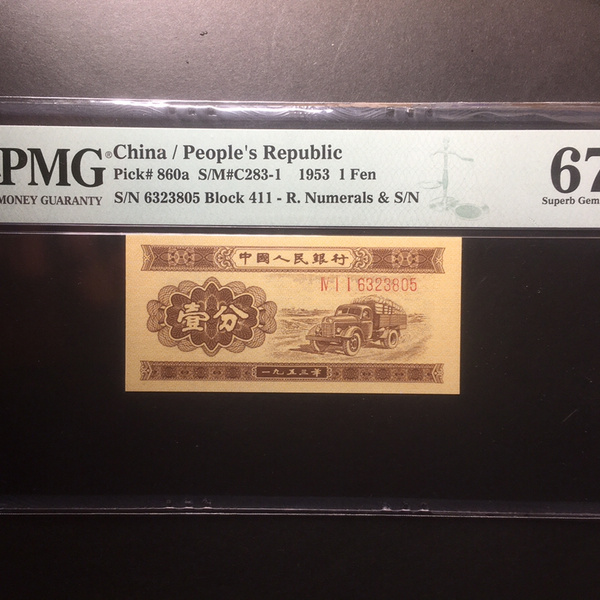 PMG® China / People's Republic 67
MONEY GUARANTY Pick# 860a S/M#C283-1 1953 1 Fen Superb Gem
S/N 6323805 Block 411 - R. Numerals & S/N
中國人民銀行
IV I I 6323805
壹分
一九五三年